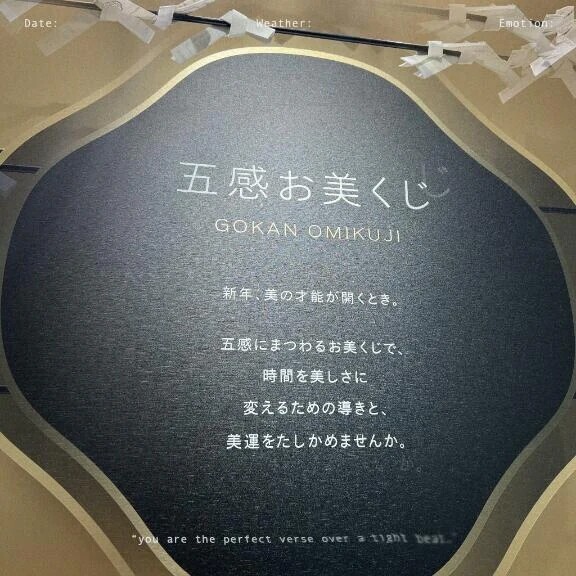 Date:
Weather:
Emotion:
五感お美くじ
GOKAN OMIKUJI
新年、美の才能が開くとき。
五感にまつわるお美くじで、
時間を美しさに
変えるための導きと、
美運をたしかめませんか。
"you are the perfect verse over a tight beat."